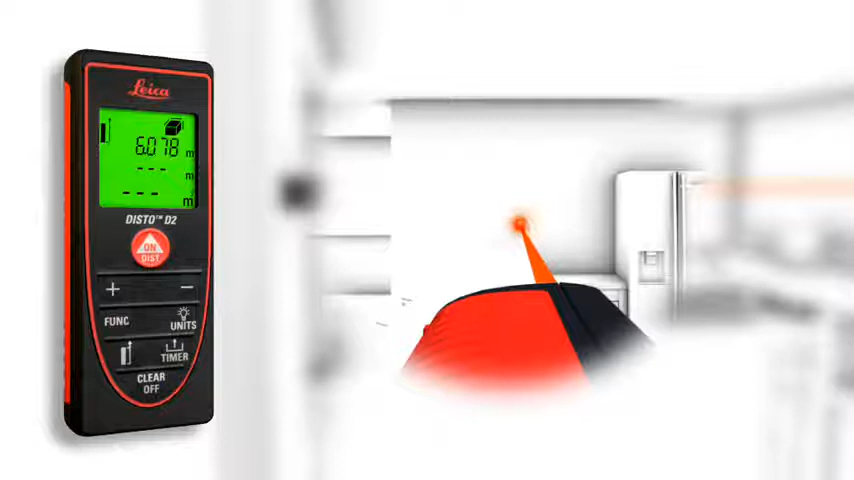 Leica
6.078 m
--- m
--- m
DISTO™ D2
ON
DIST
+ −
FUNC
UNITS
TIMER
CLEAR
OFF